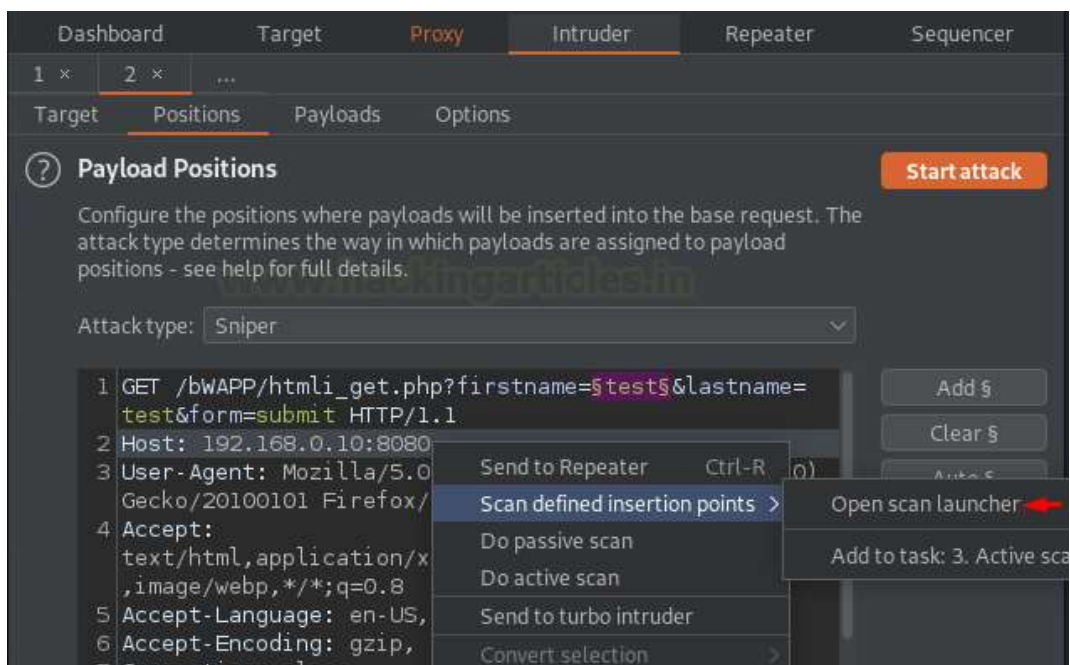 Dashboard Target Proxy Intruder Repeater Sequencer
1 × 2 × ...
Target Positions Payloads Options
? Payload Positions
Start attack
Configure the positions where payloads will be inserted into the base request. The
attack type determines the way in which payloads are assigned to payload
positions - see help for full details.
www.hackingarticles.in
Attack type: Sniper
1 GET /bWAPP/htmli_get.php?firstname=§test§&lastname=
test&form=submit HTTP/1.1
2 Host: 192.168.0.10:8080
3 User-Agent: Mozilla/5.0 0)
Gecko/20100101 Firefox/
4 Accept:
text/html,application/x
,image/webp,*/*;q=0.8
5 Accept-Language: en-US,
6 Accept-Encoding: gzip,
Add §
Clear §
Auto §
Send to Repeater Ctrl-R
Scan defined insertion points >
Do passive scan
Do active scan
Send to turbo intruder
Convert selection >
Open scan launcher
Add to task: 3. Active sca